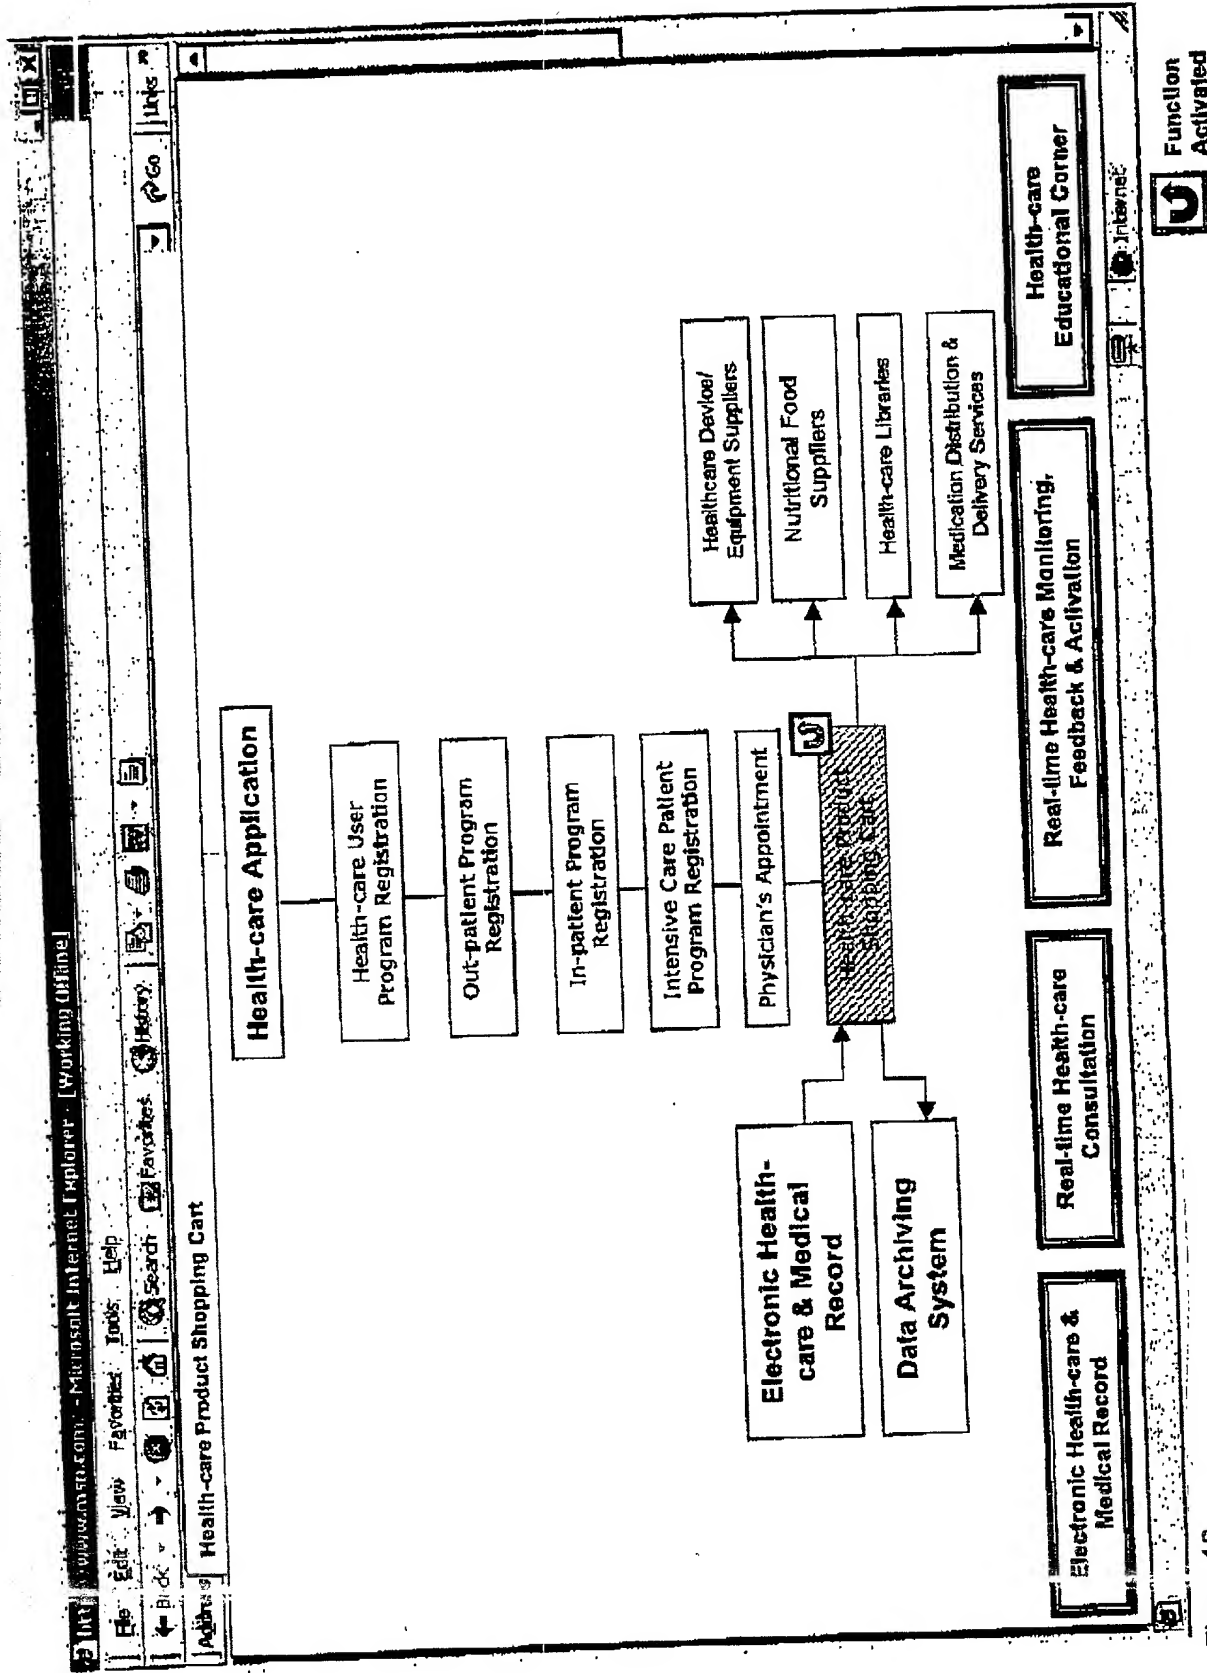 www.msn.com/ - Microsoft Internet Explorer - [Working Offline]
File Edit View Favorites Tools Help
Back Search Favorites History
Address Health-care Product Shopping Cart Go Links »
Health-care Application
Health-care User
Program Registration
Out-patient Program
Registration
In-patient Program
Registration
Intensive Care Patient
Program Registration
Physician's Appointment
Health-care Product
Shopping Cart
Electronic Health-
care & Medical
Record
Data Archiving
System
Healthcare Device/
Equipment Suppliers
Nutritional Food
Suppliers
Health-care Libraries
Medication Distribution &
Delivery Services
Electronic Health-care &
Medical Record
Real-time Health-care
Consultation
Real-time Health-care Monitoring,
Feedback & Activation
Health-care
Educational Corner
Internet
Function
Activated